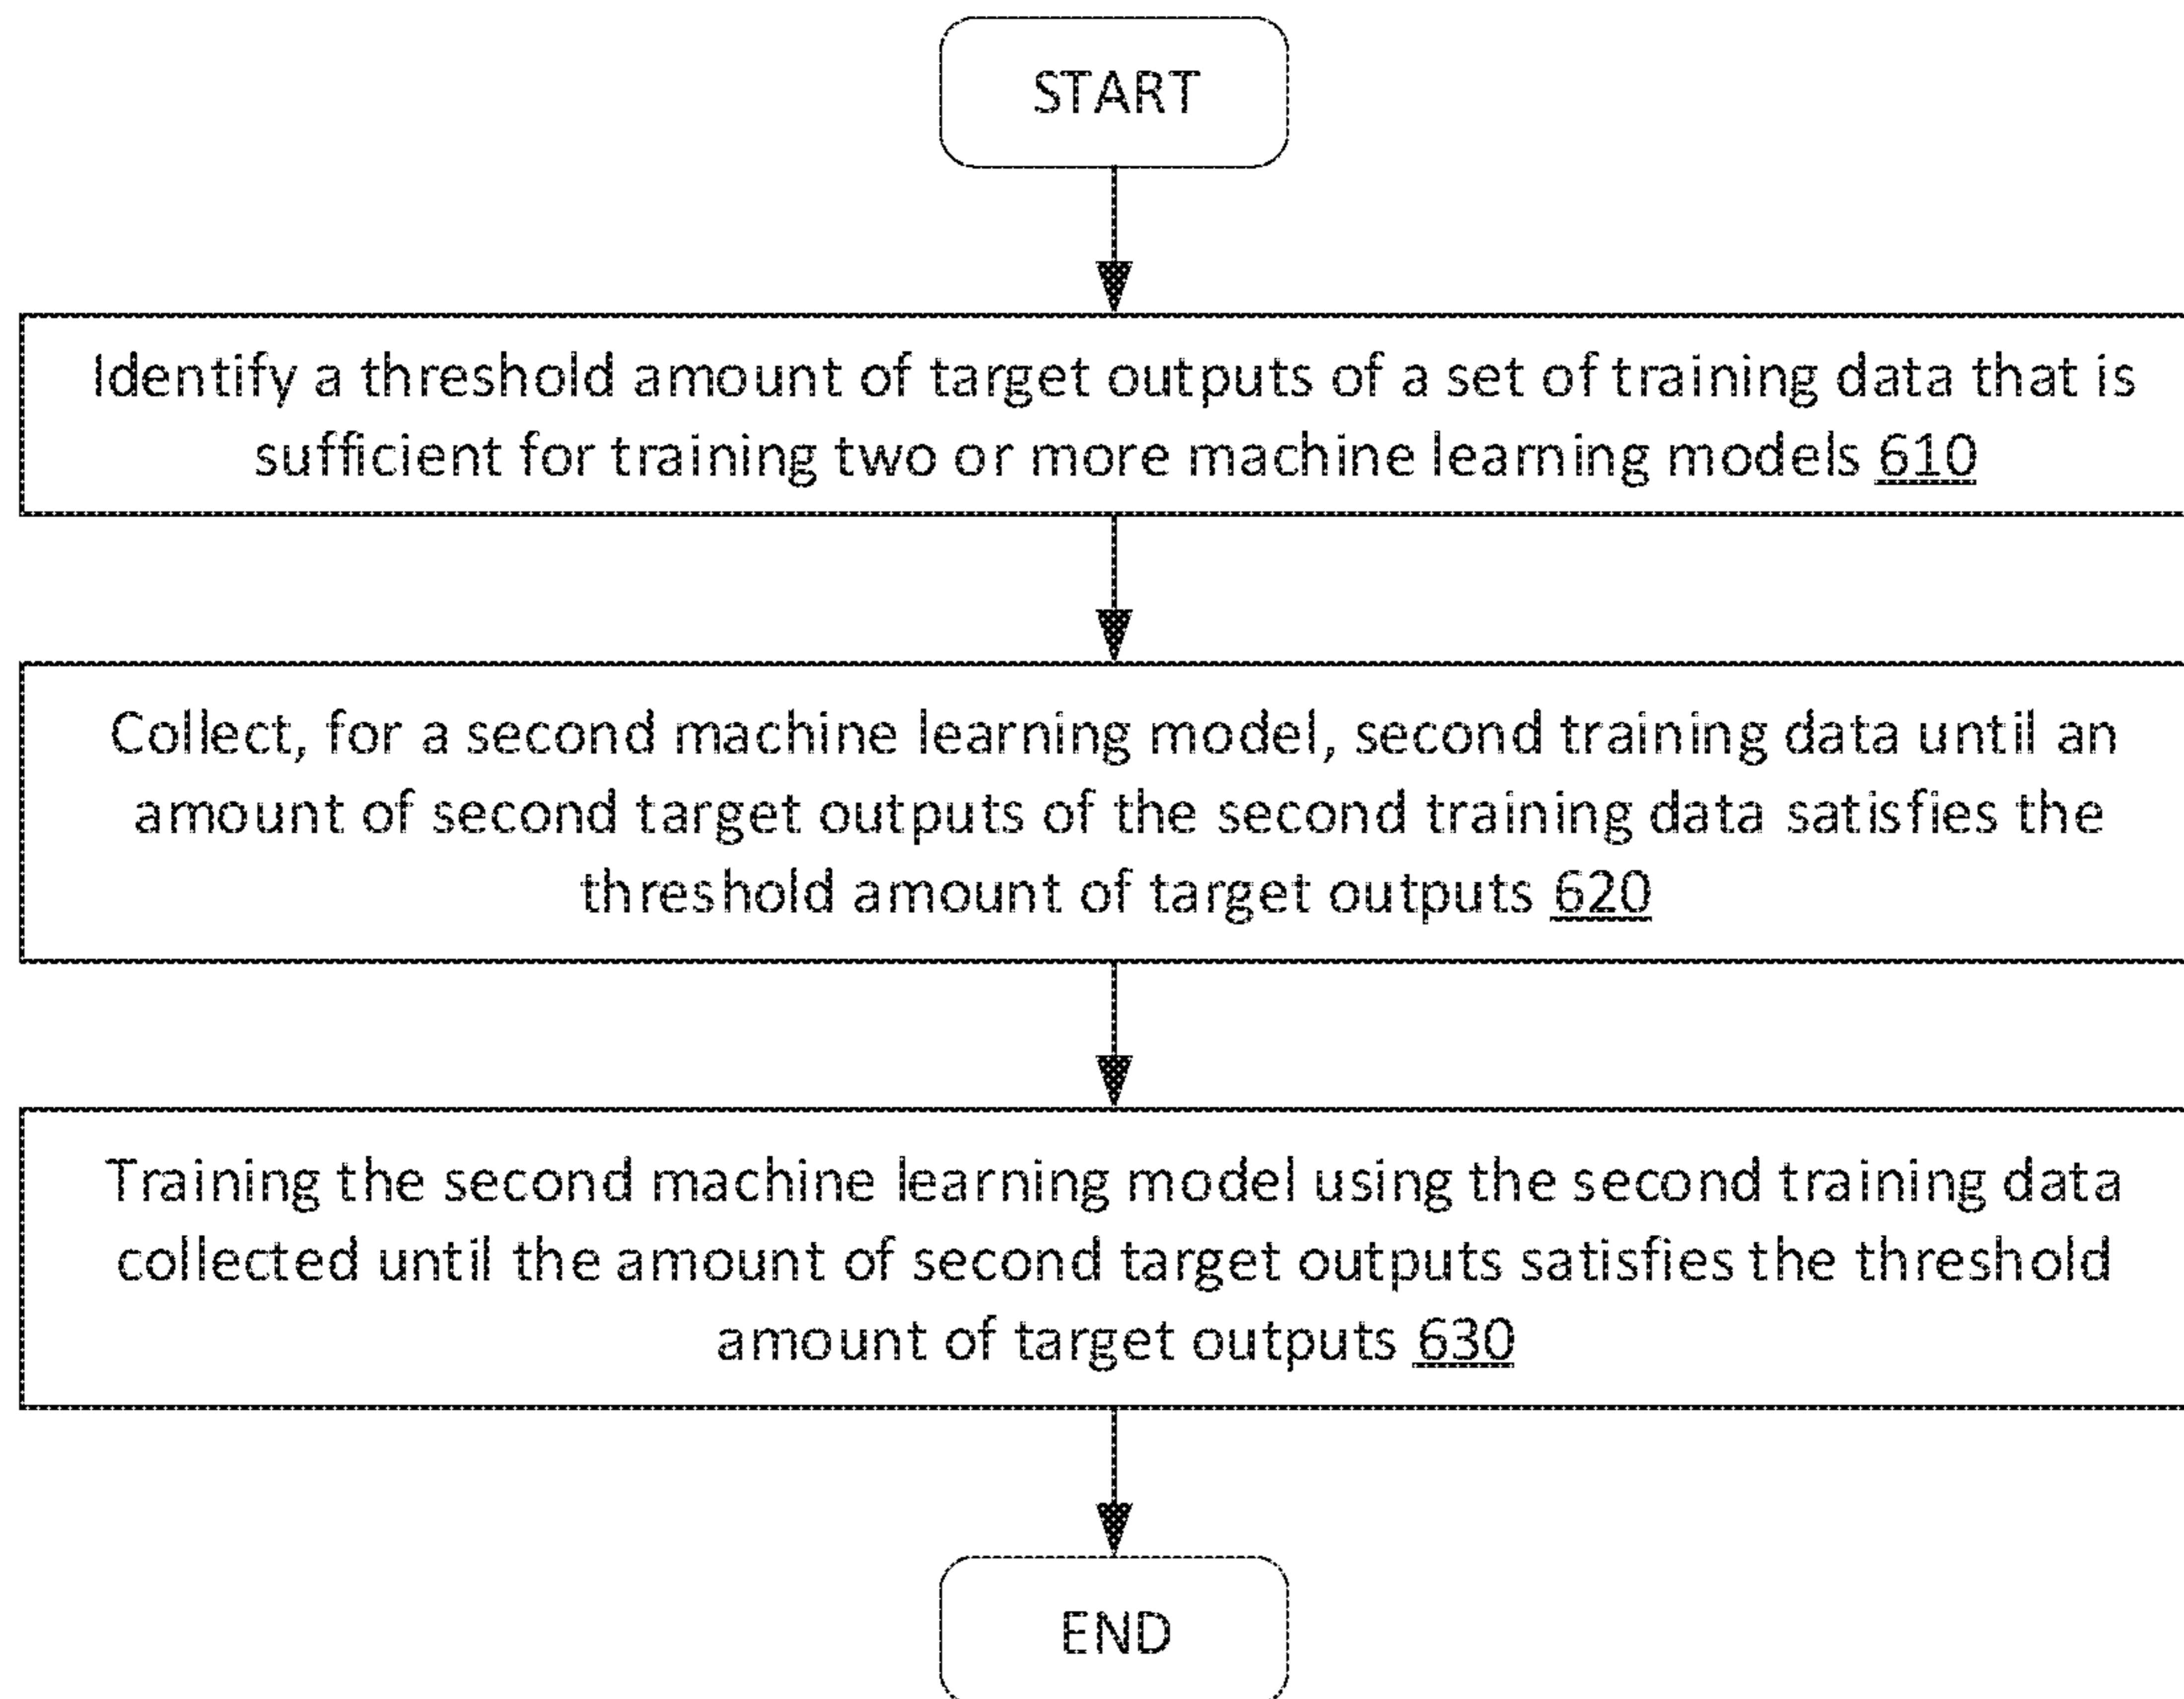 START
Identify a threshold amount of target outputs of a set of training data that is
sufficient for training two or more machine learning models 610
Collect, for a second machine learning model, second training data until an
amount of second target outputs of the second training data satisfies the
threshold amount of target outputs 620
Training the second machine learning model using the second training data
collected until the amount of second target outputs satisfies the threshold
amount of target outputs 630
END